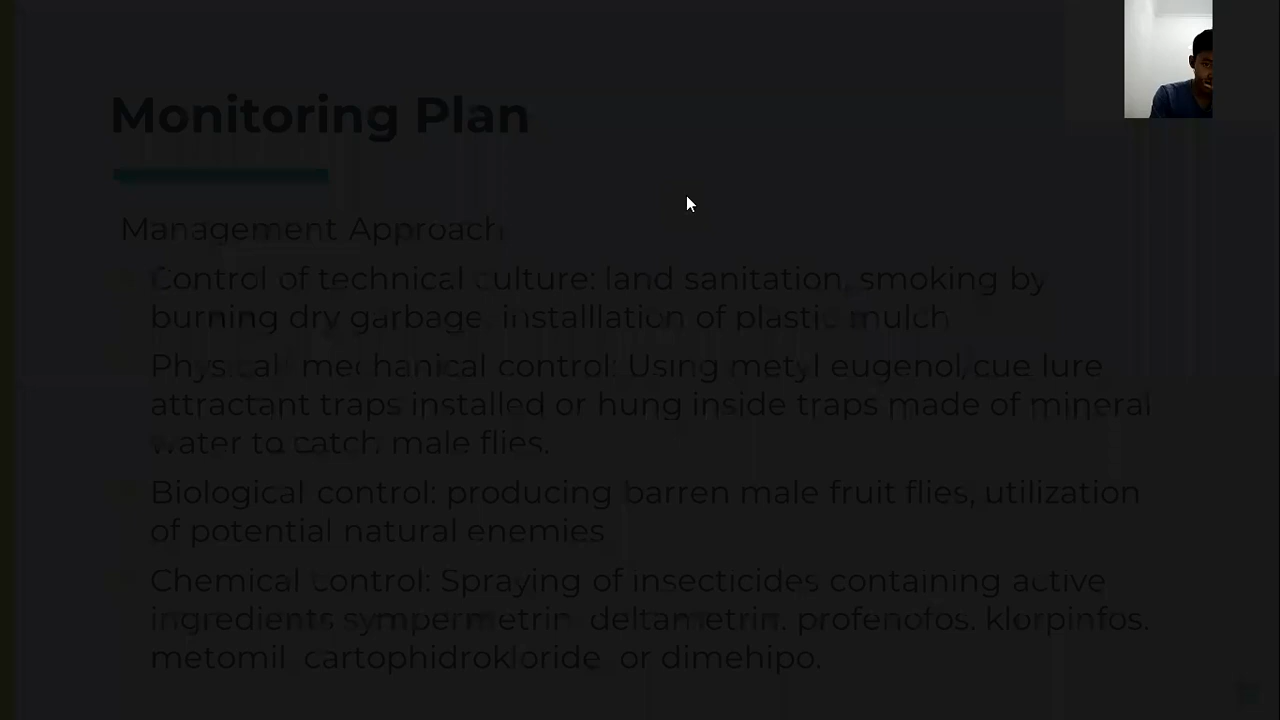 Monitoring Plan
Management Approach
Control of technical culture: land sanitation, smoking by
burning dry garbage, installlation of plastic mulch
Physical mechanical control: Using metyl eugenol,cue lure
attractant traps installed or hung inside traps made of mineral
water to catch male flies.
Biological control: producing barren male fruit flies, utilization
of potential natural enemies
Chemical control: Spraying of insecticides containing active
ingredients sympermetrin, deltametrin, profenofos, klorpinfos,
metomil, cartophidrokloride, or dimehipo.